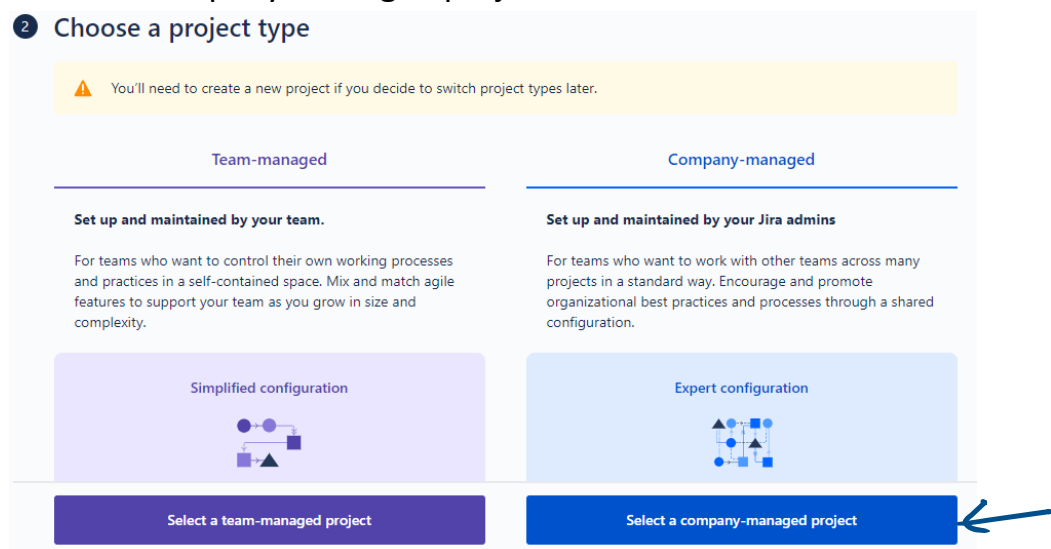 2 Choose a project type
You'll need to create a new project if you decide to switch project types later.
Team-managed
Set up and maintained by your team.
For teams who want to control their own working processes
and practices in a self-contained space. Mix and match agile
features to support your team as you grow in size and
complexity.
Simplified configuration
Select a team-managed project
Company-managed
Set up and maintained by your Jira admins
For teams who want to work with other teams across many
projects in a standard way. Encourage and promote
organizational best practices and processes through a shared
configuration.
Expert configuration
Select a company-managed project